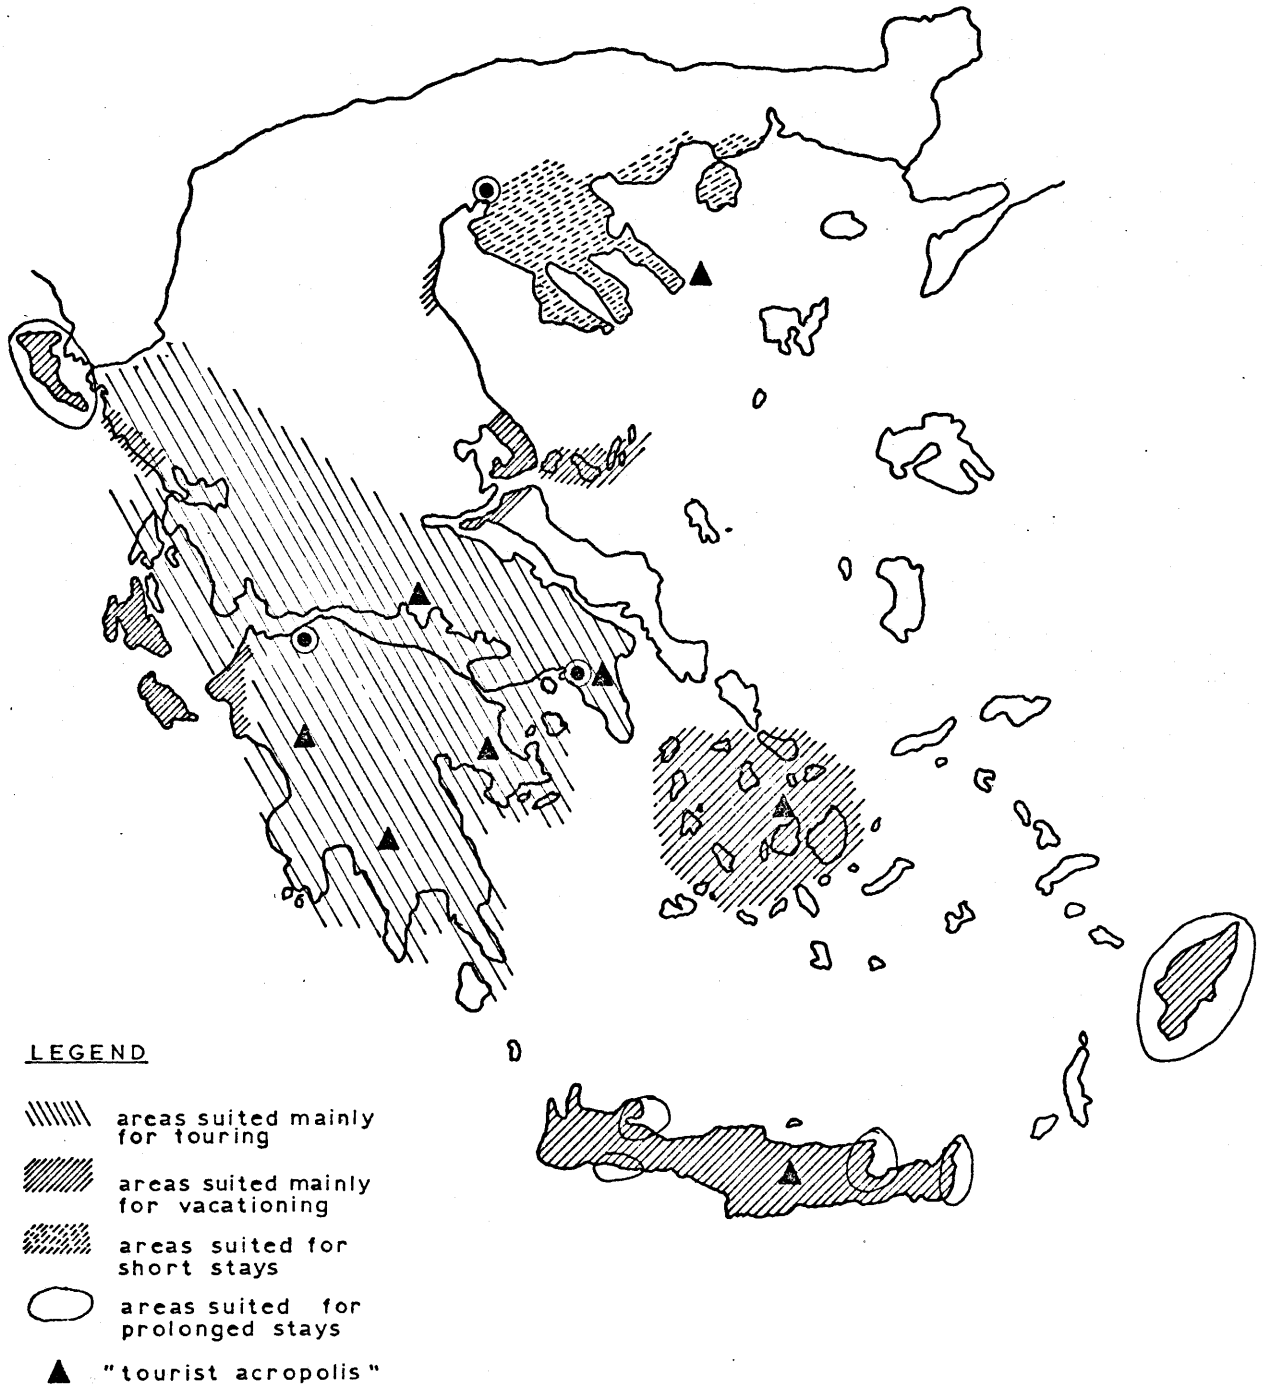 LEGEND
areas suited mainly
for touring
areas suited mainly
for vacationing
areas suited for
short stays
areas suited for
prolonged stays
"tourist acropolis"